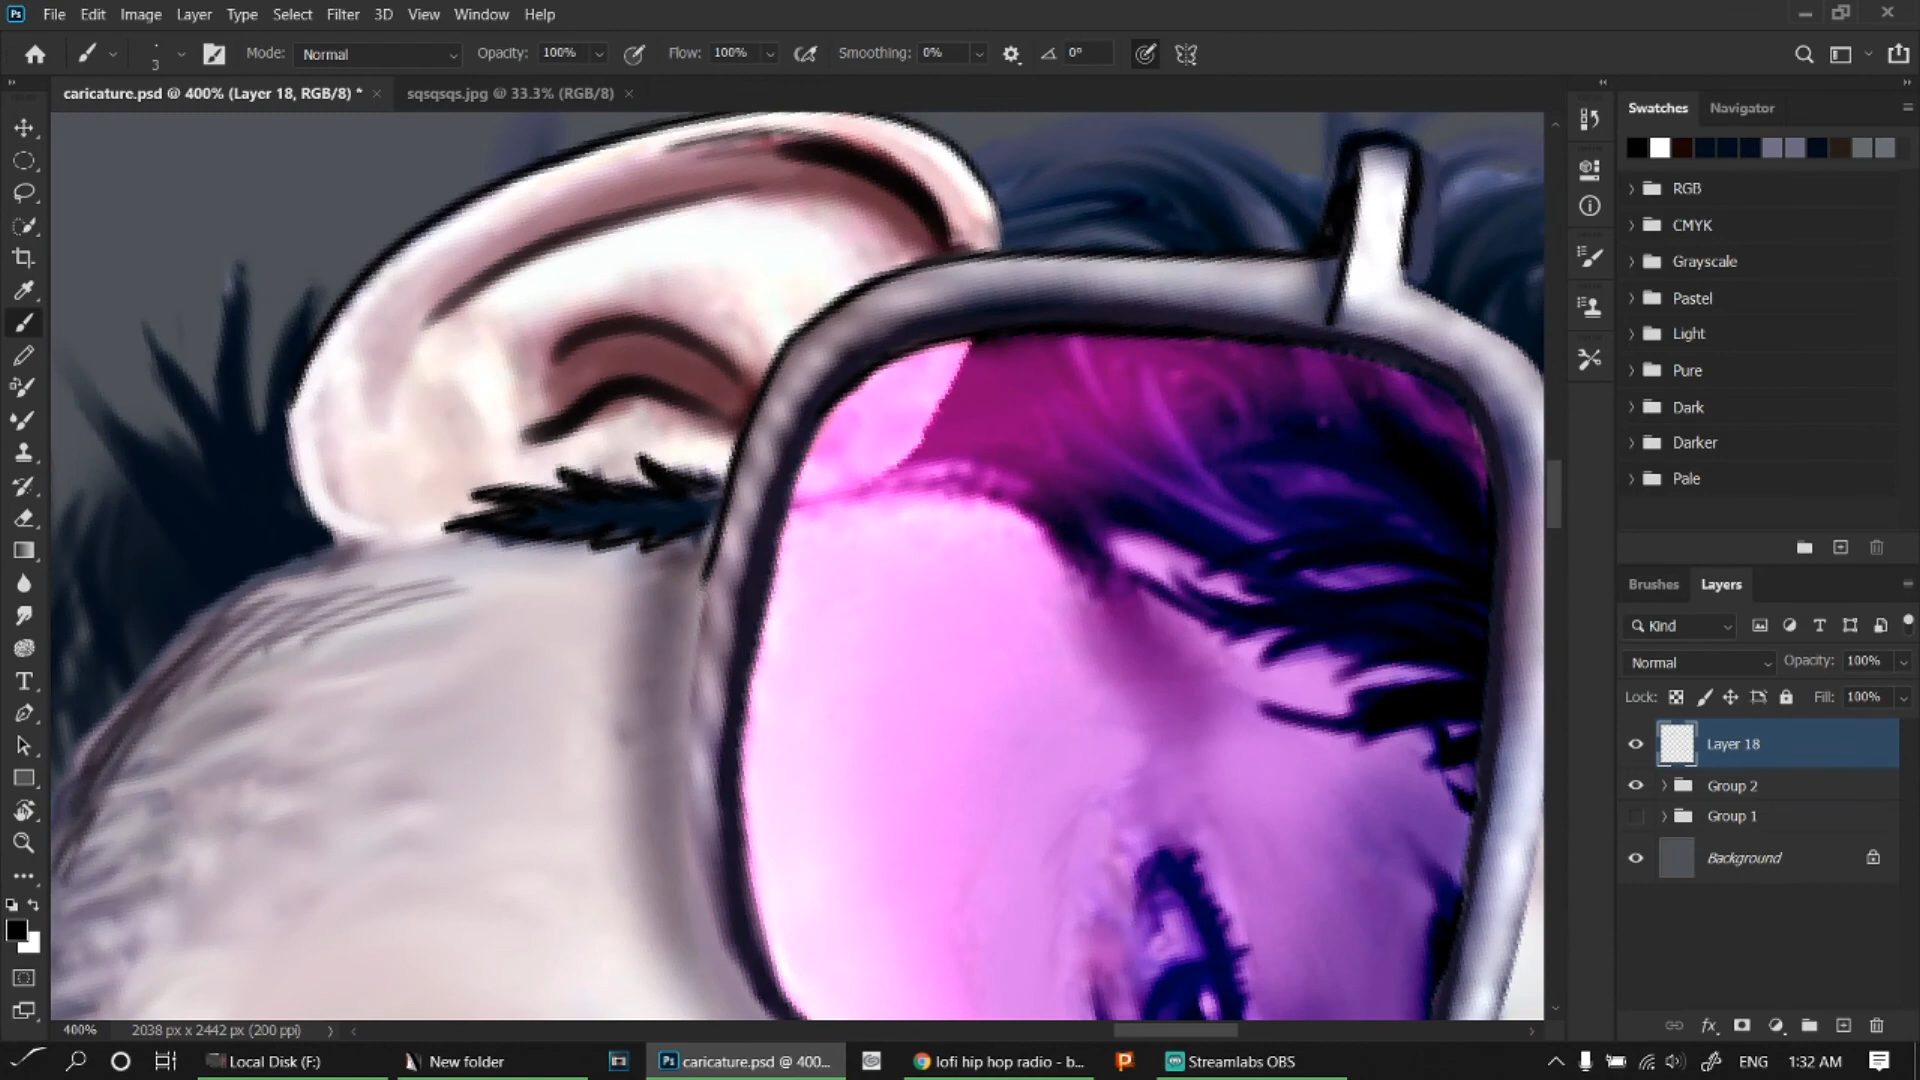 Ps File Edit Image Layer Type Select Filter 3D View Window Help
3 Mode: Normal Opacity: 100% Flow: 100% Smoothing: 0% 0°
caricature.psd @ 400% (Layer 18, RGB/8) * × sqsqsqs.jpg @ 33.3% (RGB/8) ×
Swatches Navigator
RGB
CMYK
Grayscale
Pastel
Light
Pure
Dark
Darker
Pale
Brushes Layers
Kind
Normal Opacity: 100%
Lock: Fill: 100%
Layer 18
Group 2
Group 1
Background
400% 2038 px x 2442 px (200 ppi)
Local Disk (F:) New folder Ps caricature.psd @ 400... lofi hip hop radio - b... P Streamlabs OBS ENG 1:32 AM